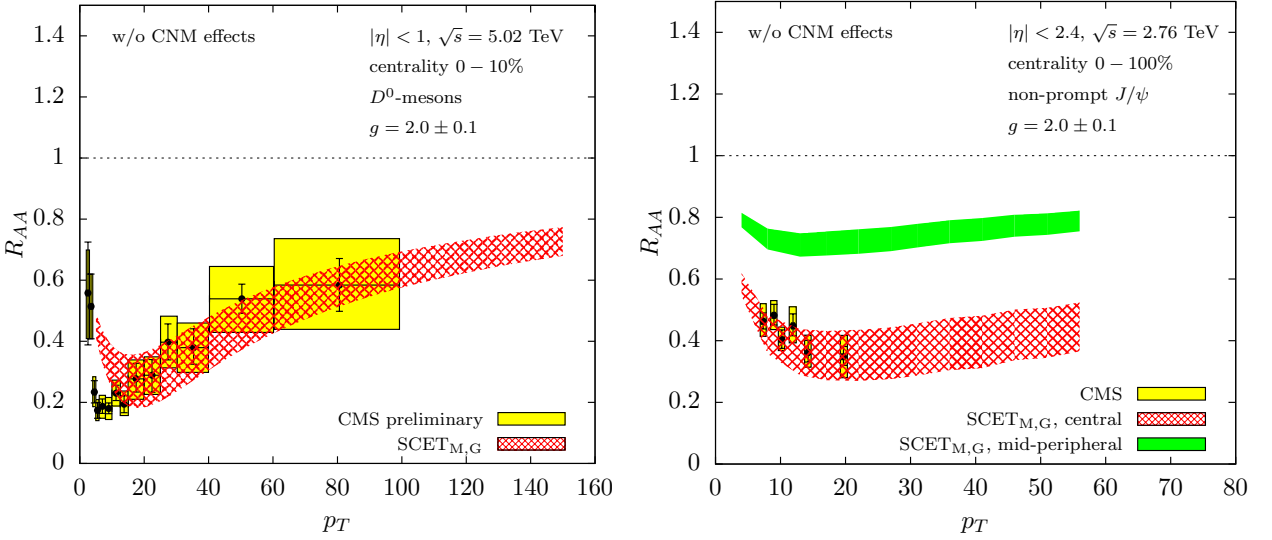 w/o CNM effects
|η| < 1, √s = 5.02 TeV
centrality 0 − 10%
D⁰-mesons
g = 2.0 ± 0.1
1.4
1.2
1
0.8
0.6
0.4
0.2
0
R_AA
CMS preliminary
SCET_M,G
0 20 40 60 80 100 120 140 160
p_T
w/o CNM effects
|η| < 2.4, √s = 2.76 TeV
centrality 0 − 100%
non-prompt J/ψ
g = 2.0 ± 0.1
1.4
1.2
1
0.8
0.6
0.4
0.2
0
R_AA
CMS
SCET_M,G, central
SCET_M,G, mid-peripheral
0 10 20 30 40 50 60 70 80
p_T